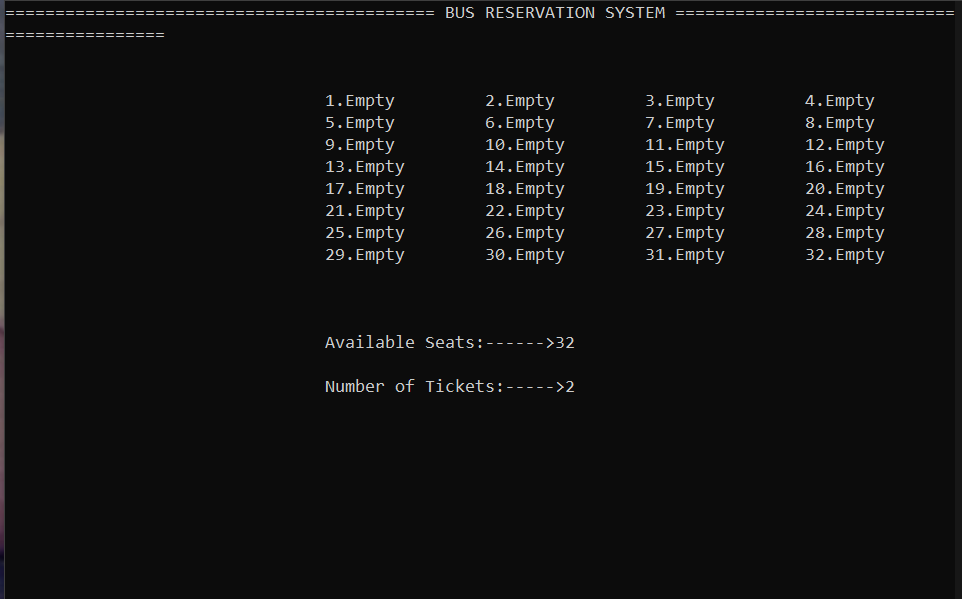 =========================================== BUS RESERVATION SYSTEM ============================
================
1.Empty 2.Empty 3.Empty 4.Empty
5.Empty 6.Empty 7.Empty 8.Empty
9.Empty 10.Empty 11.Empty 12.Empty
13.Empty 14.Empty 15.Empty 16.Empty
17.Empty 18.Empty 19.Empty 20.Empty
21.Empty 22.Empty 23.Empty 24.Empty
25.Empty 26.Empty 27.Empty 28.Empty
29.Empty 30.Empty 31.Empty 32.Empty
Available Seats:------>32
Number of Tickets:----->2